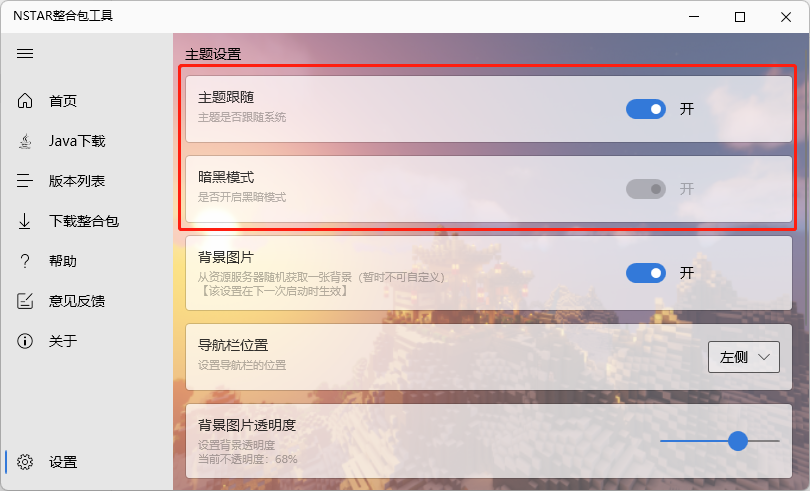 NSTAR整合包工具
主题设置
首页
Java下载
版本列表
下载整合包
帮助
意见反馈
关于
设置
主题跟随
主题是否跟随系统
开
暗黑模式
是否开启黑暗模式
开
背景图片
从资源服务器随机获取一张背景（暂时不可自定义）
【该设置在下一次启动时生效】
开
导航栏位置
设置导航栏的位置
左侧
背景图片透明度
设置背景透明度
当前不透明度：68%